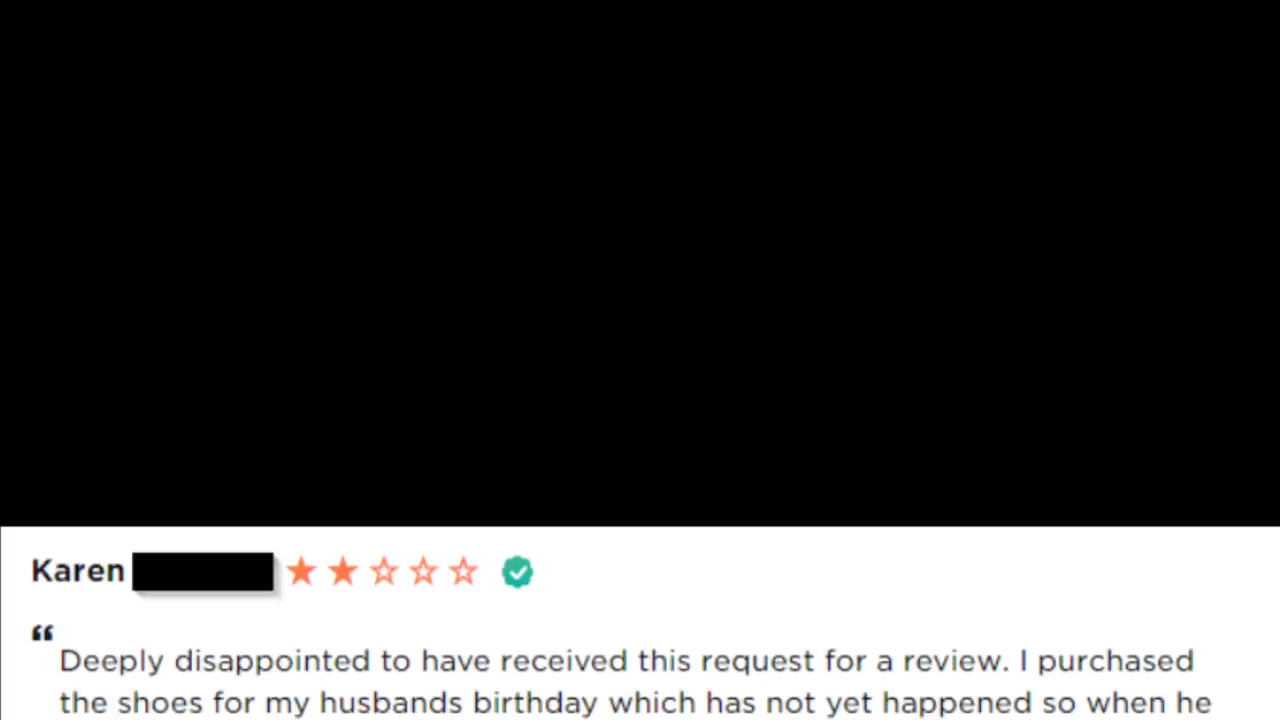 Karen
“
Deeply disappointed to have received this request for a review. I purchased
the shoes for my husbands birthday which has not yet happened so when he